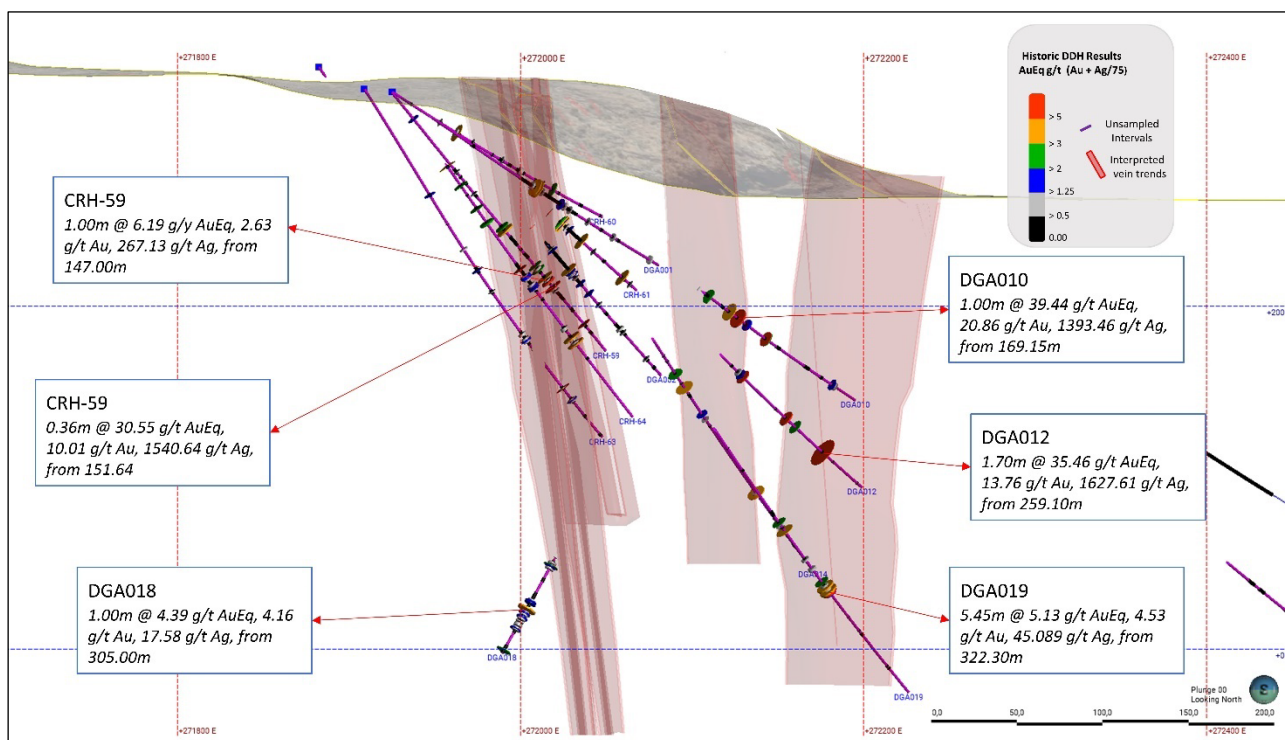 +271800 E
+272000 E
+272200 E
+272400 E
Historic DDH Results
AuEq g/t (Au + Ag/75)
> 5
> 3
> 2
> 1.25
> 0.5
0.00
Unsampled
Intervals
Interpreted
vein trends
CRH-59
1.00m @ 6.19 g/y AuEq, 2.63
g/t Au, 267.13 g/t Ag, from
147.00m
CRH-60
DGA001
CRH-61
DGA010
1.00m @ 39.44 g/t AuEq,
20.86 g/t Au, 1393.46 g/t Ag,
from 169.15m
+200
CRH-59
DGA002
CRH-64
CRH-63
DGA010
CRH-59
0.36m @ 30.55 g/t AuEq,
10.01 g/t Au, 1540.64 g/t Ag,
from 151.64
DGA012
1.70m @ 35.46 g/t AuEq,
13.76 g/t Au, 1627.61 g/t Ag,
from 259.10m
DGA012
DGA018
1.00m @ 4.39 g/t AuEq, 4.16
g/t Au, 17.58 g/t Ag, from
305.00m
DGA014
DGA019
5.45m @ 5.13 g/t AuEq, 4.53
g/t Au, 45.089 g/t Ag, from
322.30m
DGA018
+0
DGA019
Plunge 00
Looking North
0,0
50,0
100,0
150,0
200,0
+271800 E
+272000 E
+272200 E
+272400 E